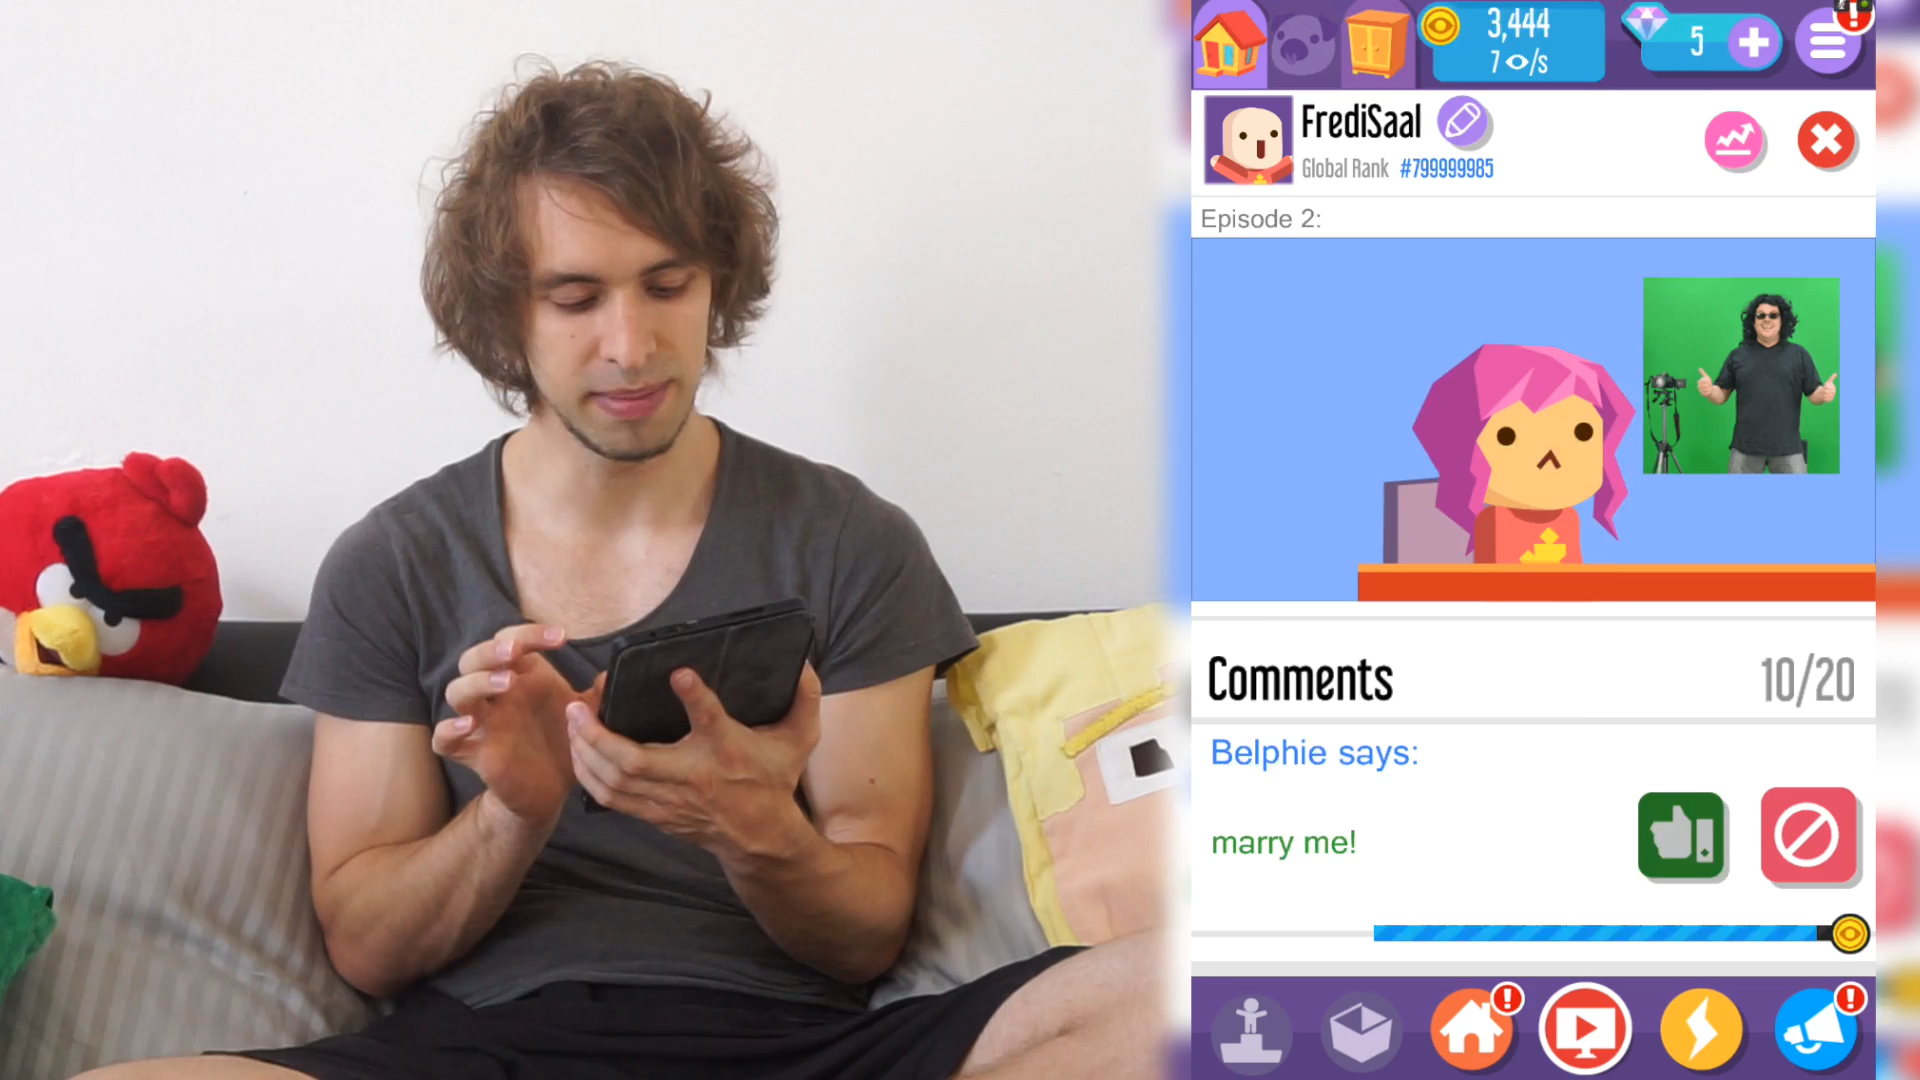 3,444
7 /s
5
FrediSaal
Global Rank #799999985
Episode 2:
Comments 10/20
Belphie says:
marry me!